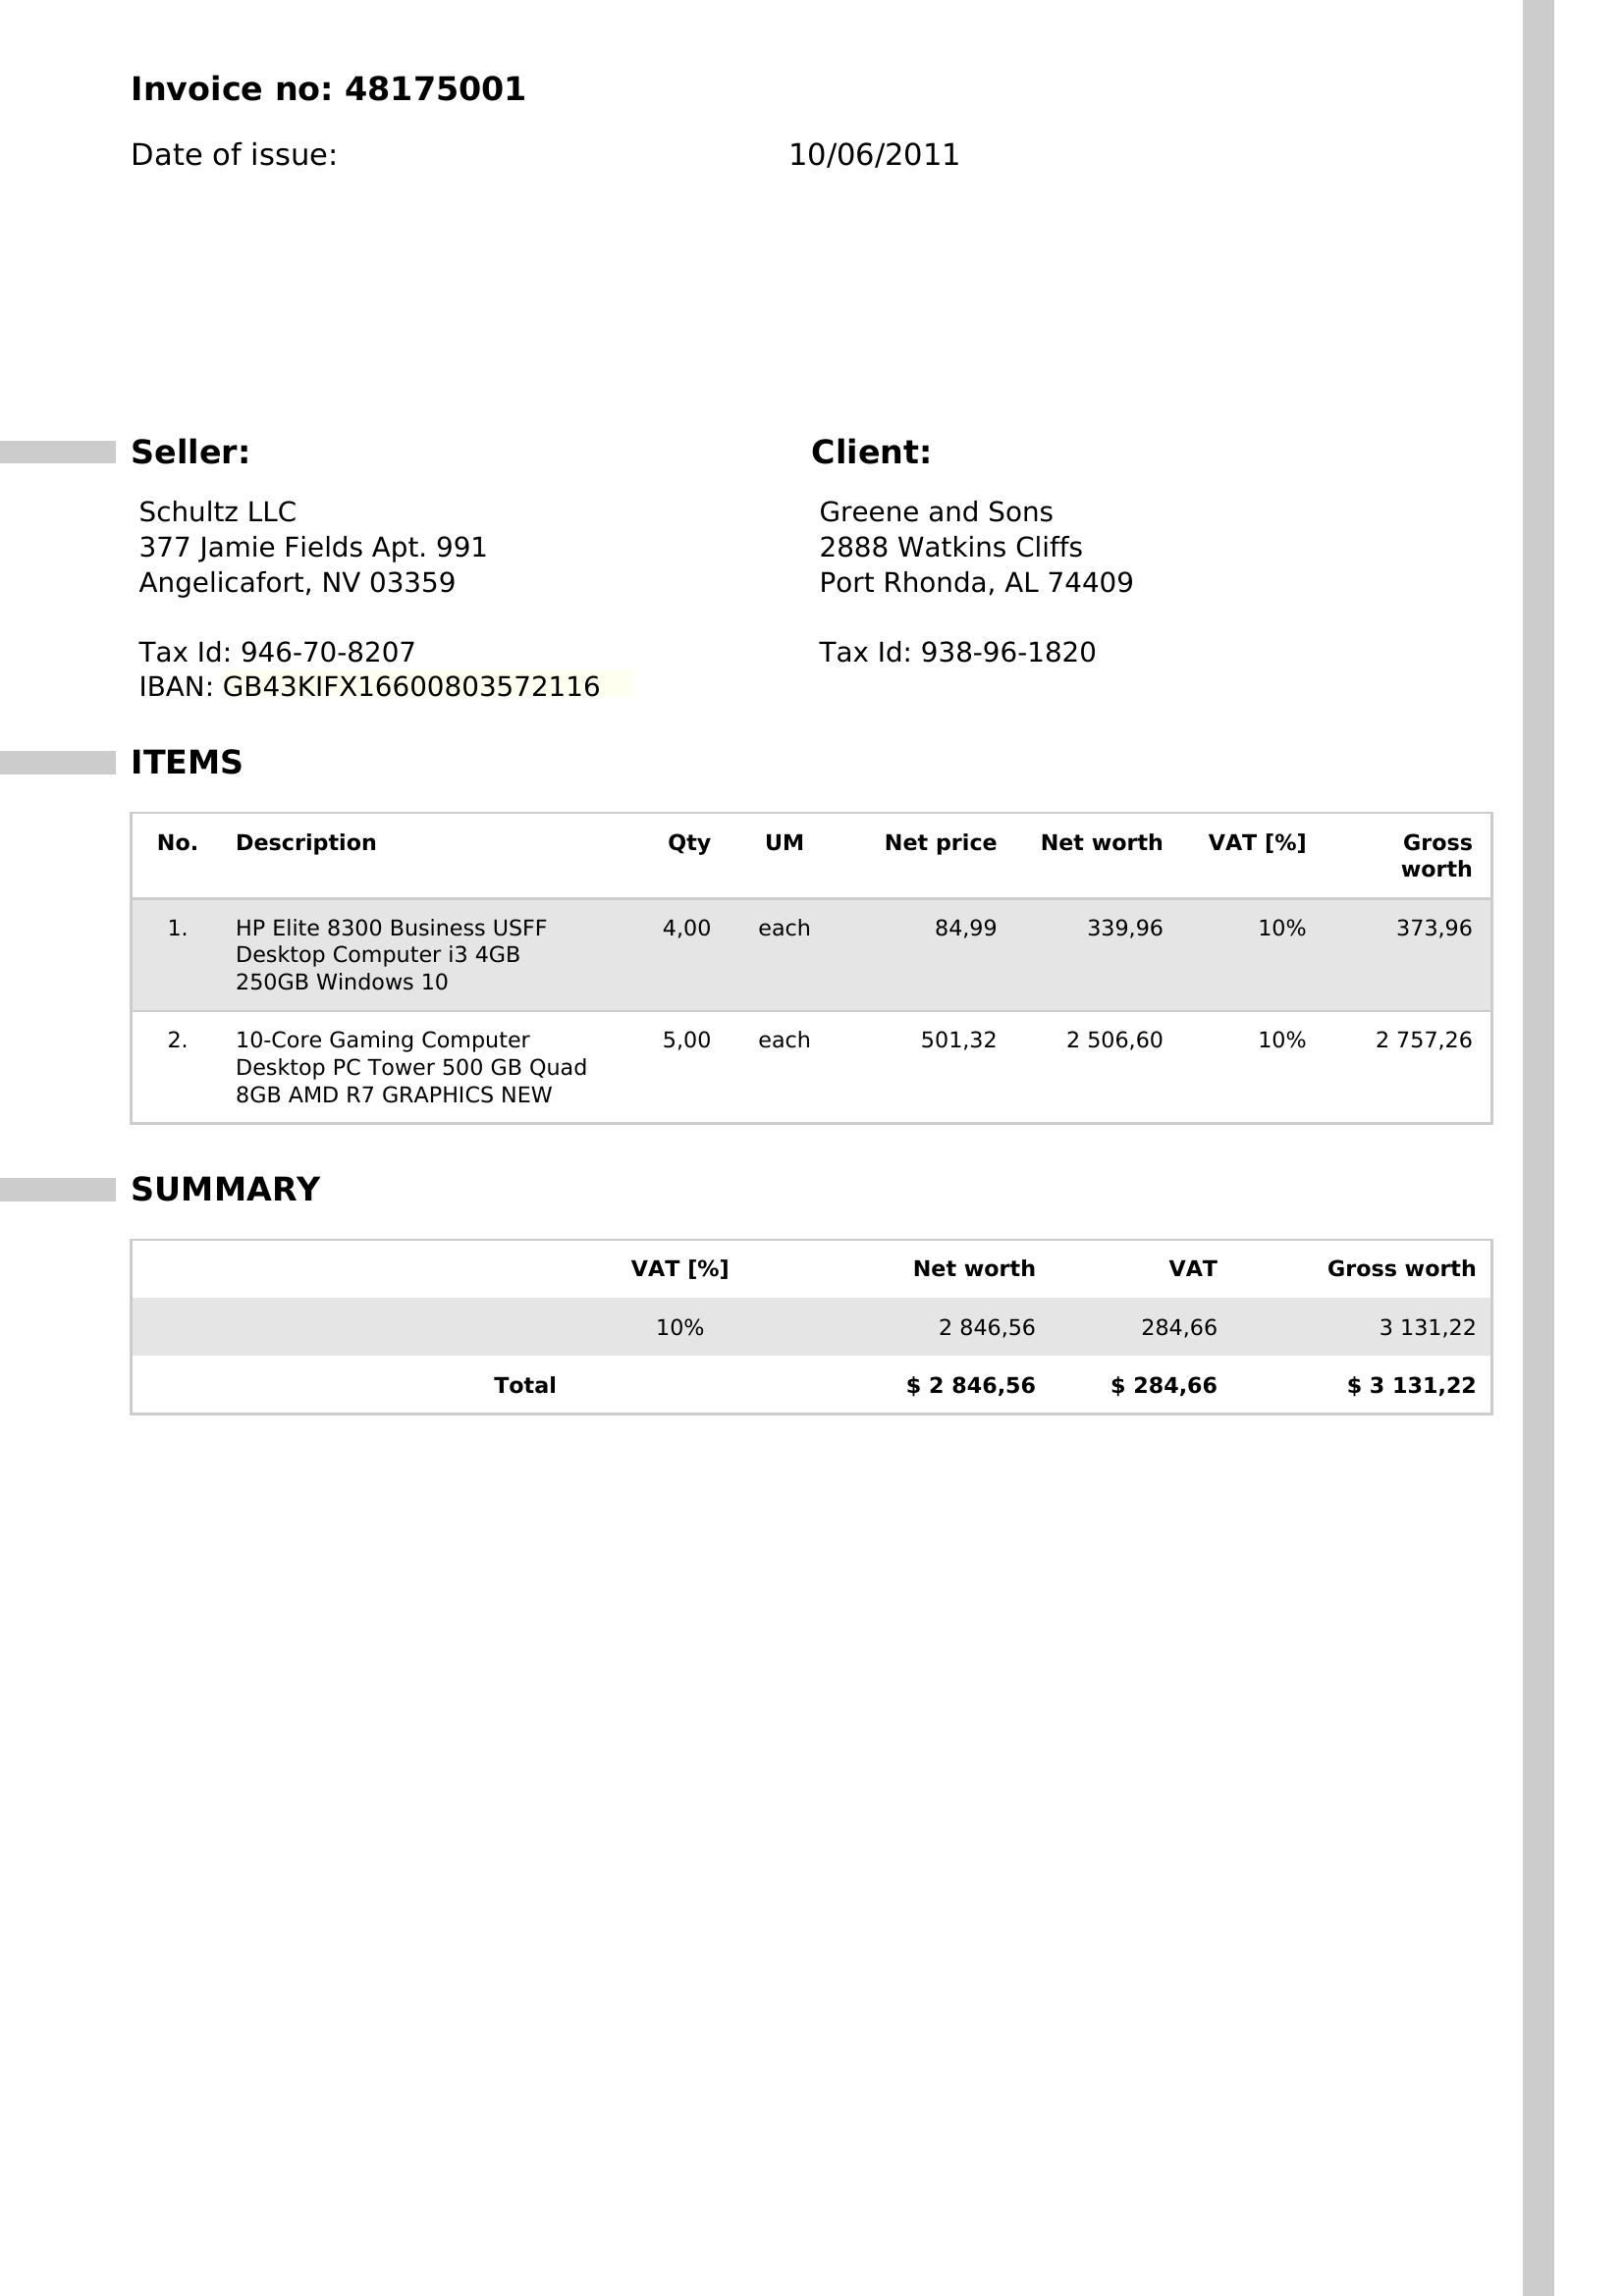 Invoice no: 48175001
Date of issue: 10/06/2011
Seller:
Schultz LLC
377 Jamie Fields Apt. 991
Angelicafort, NV 03359
Tax Id: 946-70-8207
IBAN: GB43KIFX16600803572116
Client:
Greene and Sons
2888 Watkins Cliffs
Port Rhonda, AL 74409
Tax Id: 938-96-1820
ITEMS
No. Description Qty UM Net price Net worth VAT [%] Gross
worth
1. HP Elite 8300 Business USFF 4,00 each 84,99 339,96 10% 373,96
Desktop Computer i3 4GB
250GB Windows 10
2. 10-Core Gaming Computer 5,00 each 501,32 2 506,60 10% 2 757,26
Desktop PC Tower 500 GB Quad
8GB AMD R7 GRAPHICS NEW
SUMMARY
VAT [%] Net worth VAT Gross worth
10% 2 846,56 284,66 3 131,22
Total $ 2 846,56 $ 284,66 $ 3 131,22